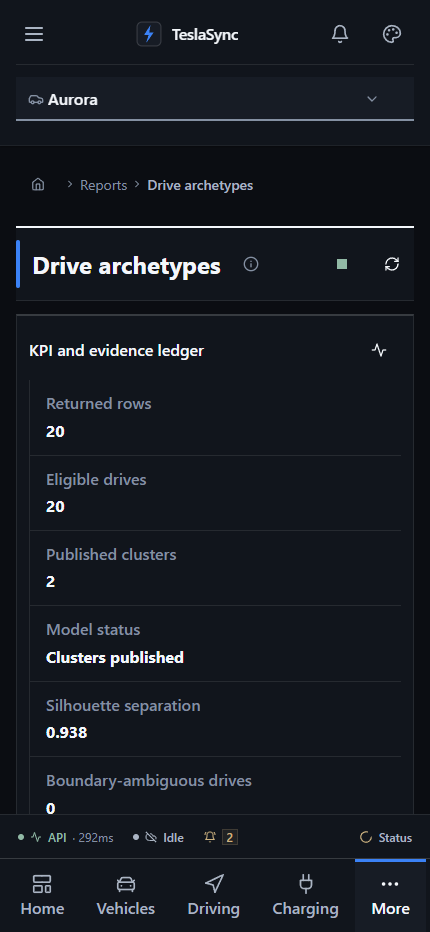 TeslaSync
Aurora
Reports
Drive archetypes
Drive archetypes
KPI and evidence ledger
Returned rows
20
Eligible drives
20
Published clusters
2
Model status
Clusters published
Silhouette separation
0.938
Boundary-ambiguous drives
0
API · 292ms
Idle
2
Status
Home
Vehicles
Driving
Charging
More